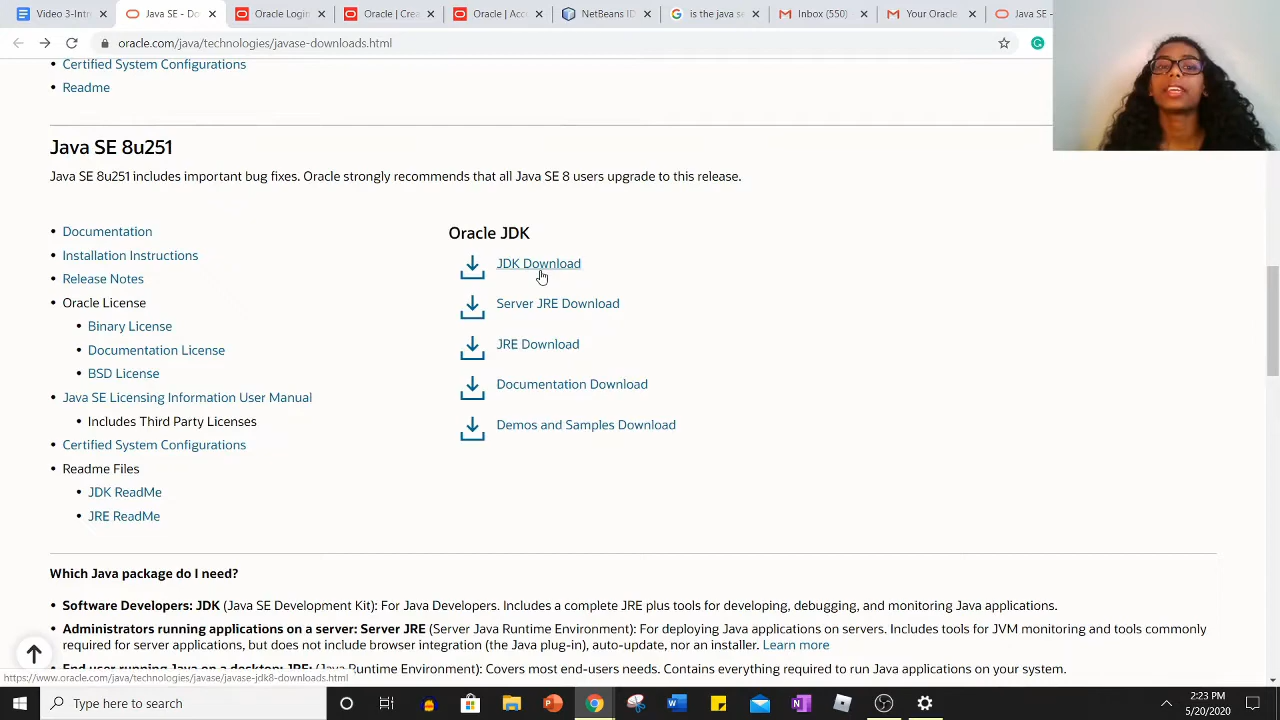 Video 3-Intr
Java SE - Do
Oracle Login
Oracle | Crea
Oracle | Acc
NetBeans ID
is the java se
Inbox (550)
Your Oracle
Java SE -
oracle.com/java/technologies/javase-downloads.html
Certified System Configurations
Readme
Java SE 8u251
Java SE 8u251 includes important bug fixes. Oracle strongly recommends that all Java SE 8 users upgrade to this release.
Documentation
Installation Instructions
Release Notes
Oracle License
Binary License
Documentation License
BSD License
Java SE Licensing Information User Manual
Includes Third Party Licenses
Certified System Configurations
Readme Files
JDK ReadMe
JRE ReadMe
Oracle JDK
JDK Download
Server JRE Download
JRE Download
Documentation Download
Demos and Samples Download
Which Java package do I need?
Software Developers: JDK (Java SE Development Kit): For Java Developers. Includes a complete JRE plus tools for developing, debugging, and monitoring Java applications.
Administrators running applications on a server: Server JRE (Server Java Runtime Environment): For deploying Java applications on servers. Includes tools for JVM monitoring and tools commonly
required for server applications, but does not include browser integration (the Java plug-in), auto-update, nor an installer. Learn more
End user running Java on a desktop: JRE: (Java Runtime Environment): Covers most end-users needs. Contains everything required to run Java applications on your system.
https://www.oracle.com/java/technologies/javase/javase-jdk8-downloads.html
Type here to search
2:23 PM
5/20/2020